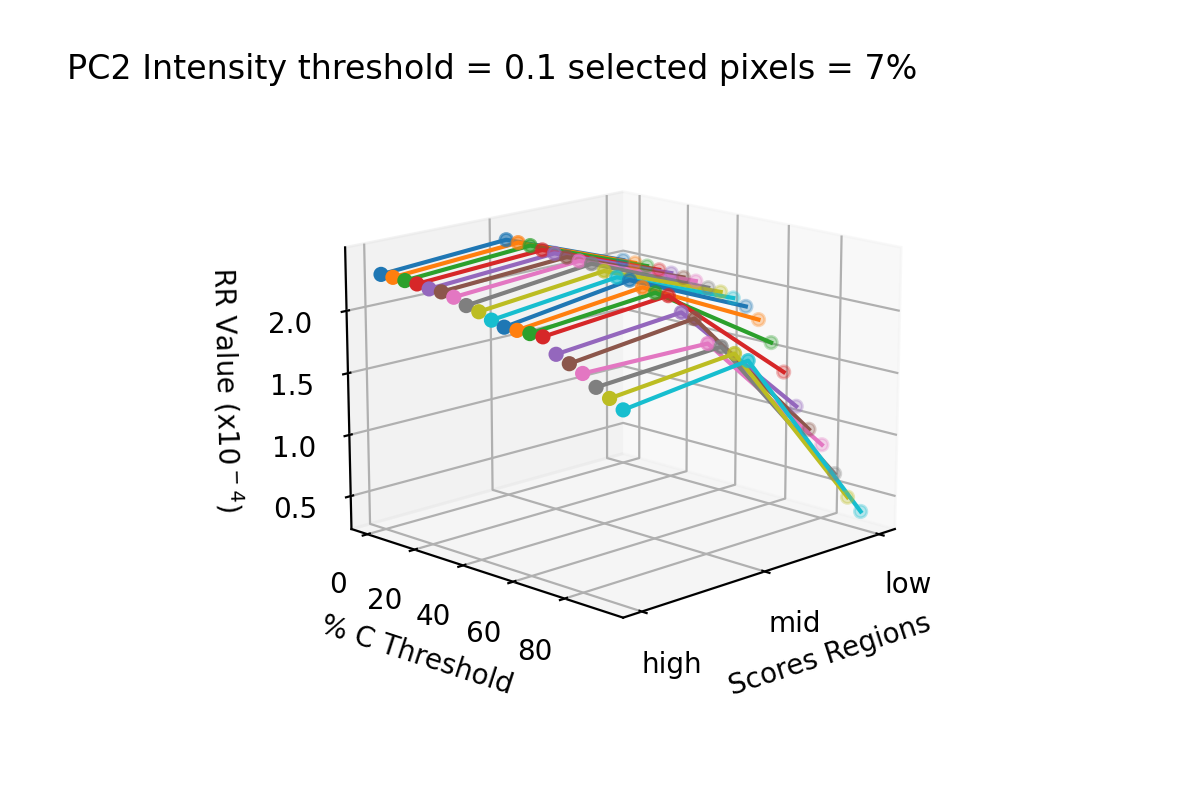 PC2 Intensity threshold = 0.1 selected pixels = 7%
RR Value (x10⁻⁴)
2.0
1.5
1.0
0.5
0
20
40
60
80
% C Threshold
high
mid
low
Scores Regions